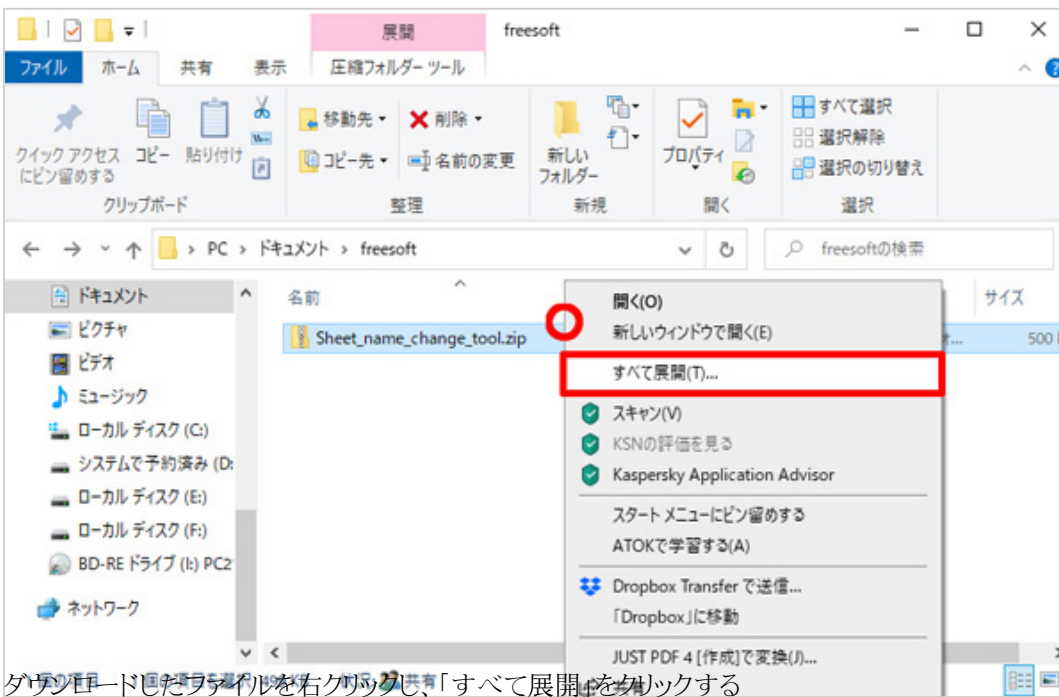 展開 freesoft
ファイル ホーム 共有 表示 圧縮フォルダー ツール
クイック アクセス
にピン留めする
コピー 貼り付け
移動先 削除
コピー先 名前の変更
新しい
フォルダー
プロパティ
すべて選択
選択解除
選択の切り替え
クリップボード 整理 新規 開く 選択
PC › ドキュメント › freesoft freesoftの検索
ドキュメント
ピクチャ
ビデオ
ミュージック
ローカル ディスク (C:)
システムで予約済み (D:
ローカル ディスク (E:)
ローカル ディスク (F:)
BD-RE ドライブ (I:) PC2
ネットワーク
名前 サイズ
Sheet_name_change_tool.zip 500
開く(O)
新しいウィンドウで開く(E)
すべて展開(T)...
スキャン(V)
KSNの評価を見る
Kaspersky Application Advisor
スタート メニューにピン留めする
ATOKで学習する(A)
Dropbox Transfer で送信...
「Dropbox」に移動
JUST PDF 4 [作成]で変換(J)...
共有
ダウンロードしたファイルを右クリックし、「すべて展開」をクリックする